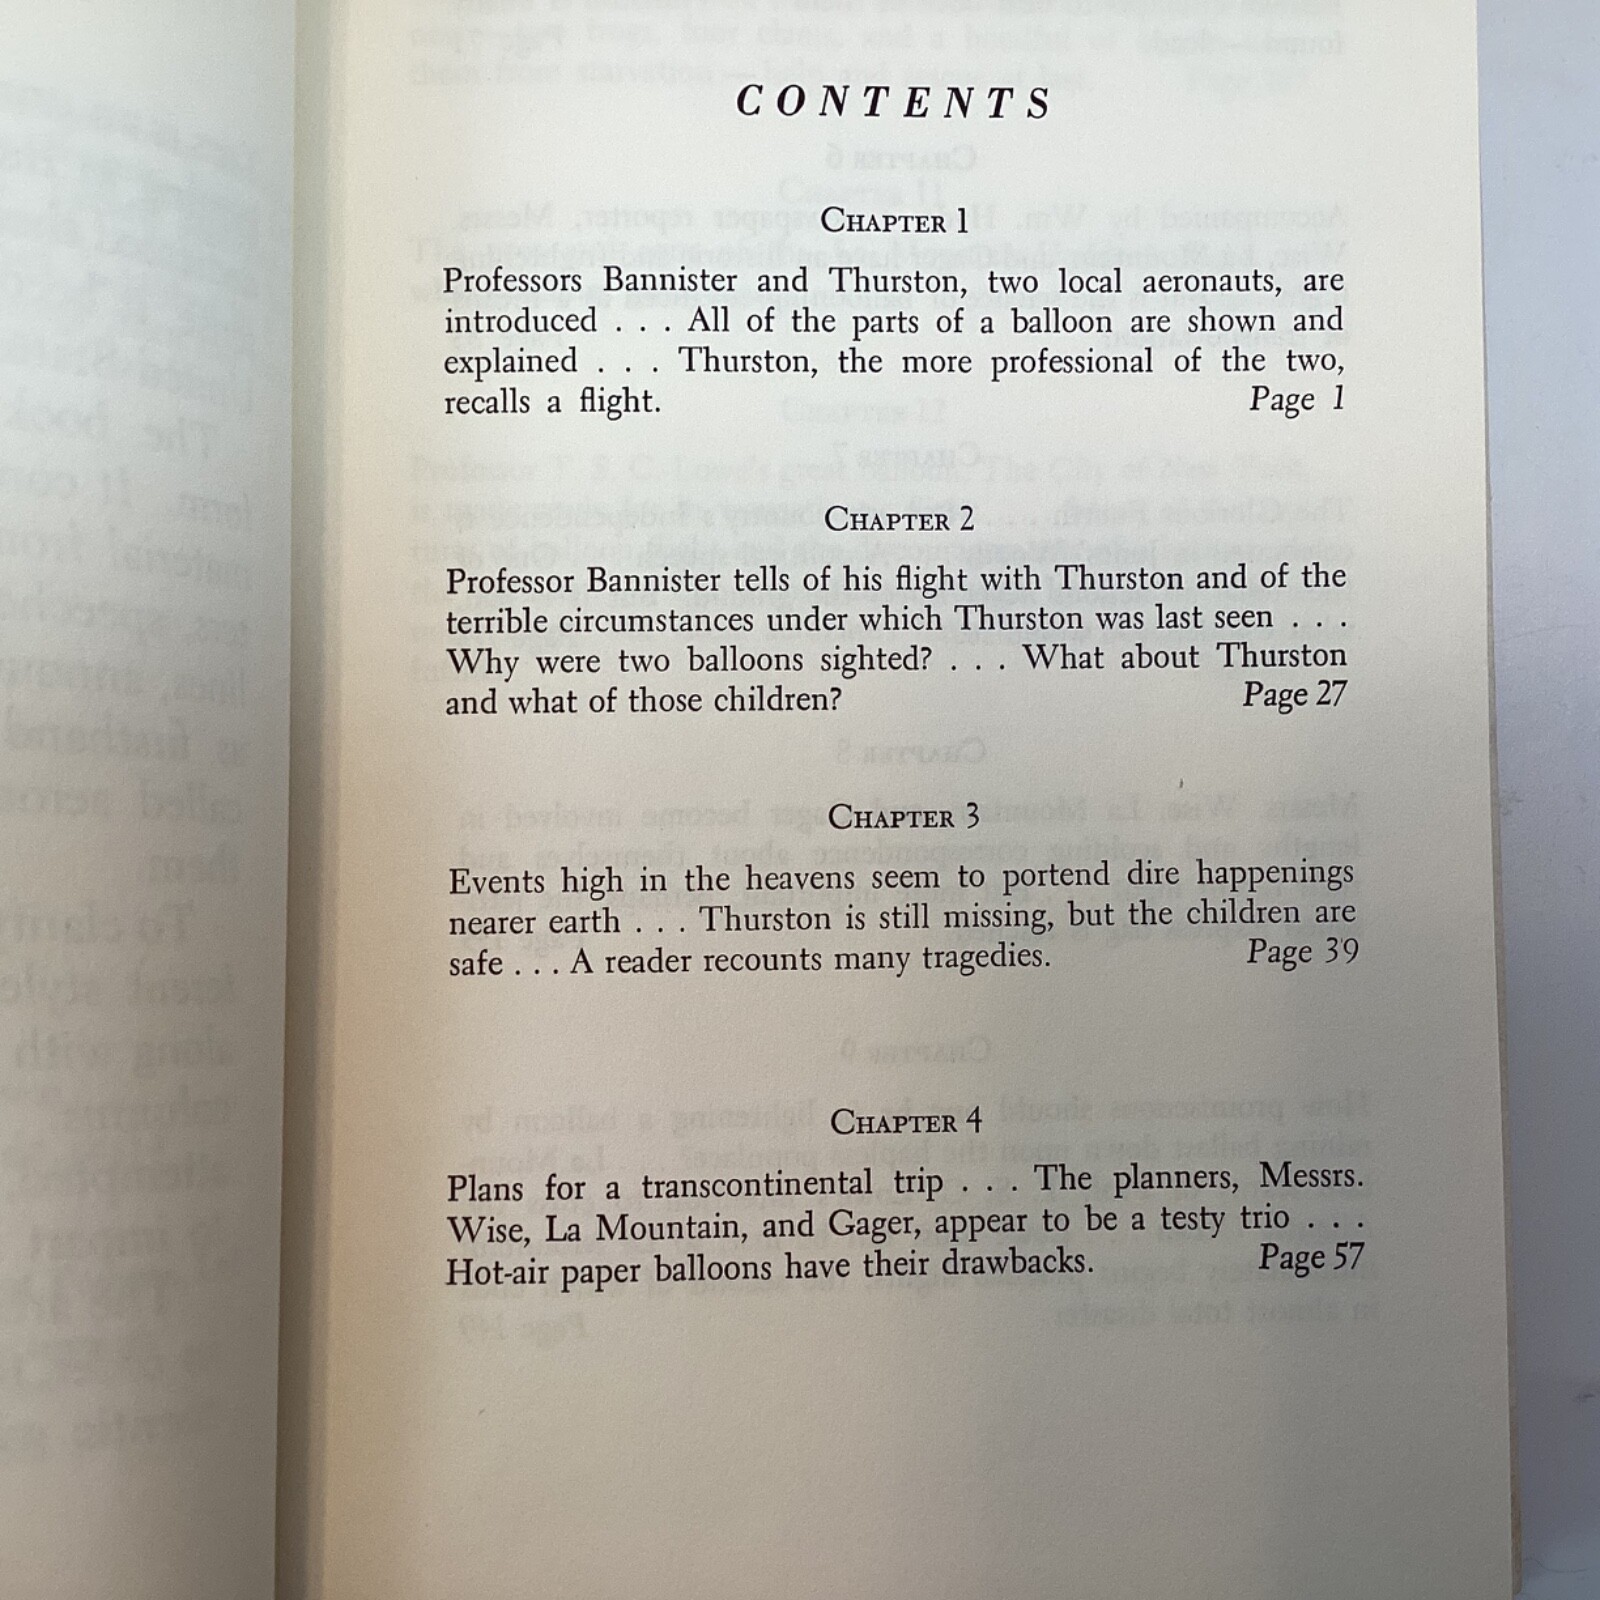 CONTENTS
Chapter 1
Professors Bannister and Thurston, two local aeronauts, are
introduced . . . All of the parts of a balloon are shown and
explained . . . Thurston, the more professional of the two,
recalls a flight. Page 1
Chapter 2
Professor Bannister tells of his flight with Thurston and of the
terrible circumstances under which Thurston was last seen . . .
Why were two balloons sighted? . . . What about Thurston
and what of those children? Page 27
Chapter 3
Events high in the heavens seem to portend dire happenings
nearer earth . . . Thurston is still missing, but the children are
safe . . . A reader recounts many tragedies. Page 39
Chapter 4
Plans for a transcontinental trip . . . The planners, Messrs.
Wise, La Mountain, and Gager, appear to be a testy trio . . .
Hot-air paper balloons have their drawbacks. Page 57